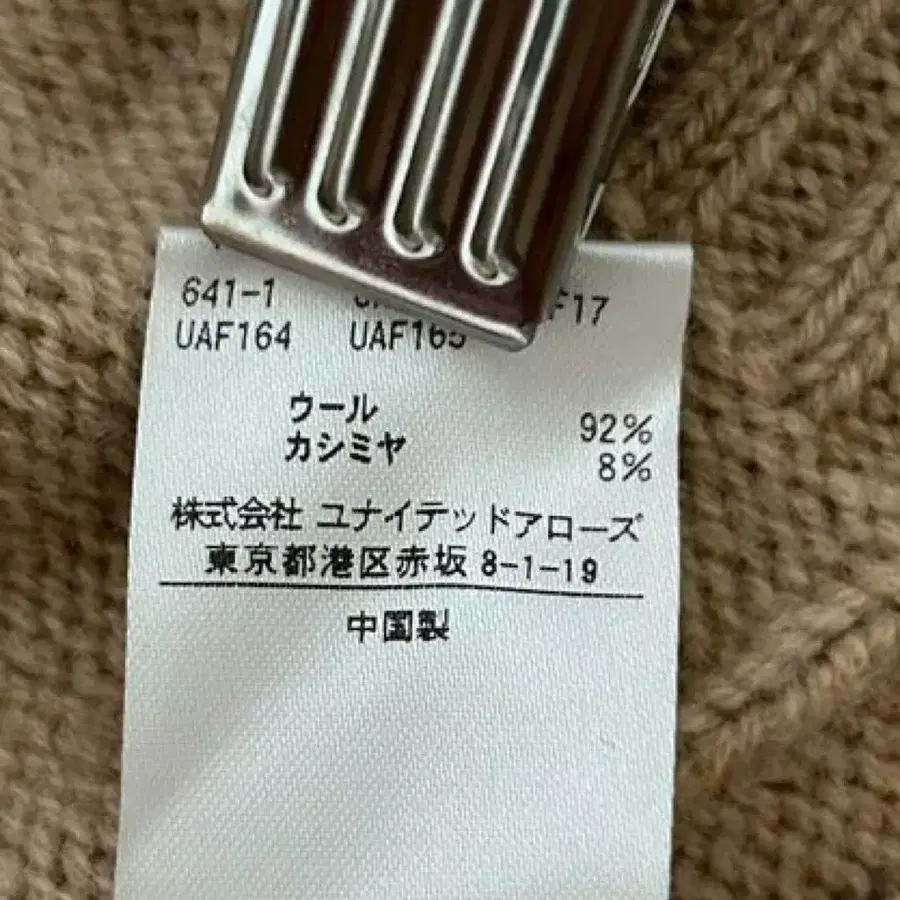 641-1 F17
UAF164 UAF165
ウール 92%
カシミヤ 8%
株式会社 ユナイテッドアローズ
東京都港区赤坂 8-1-19
中国製